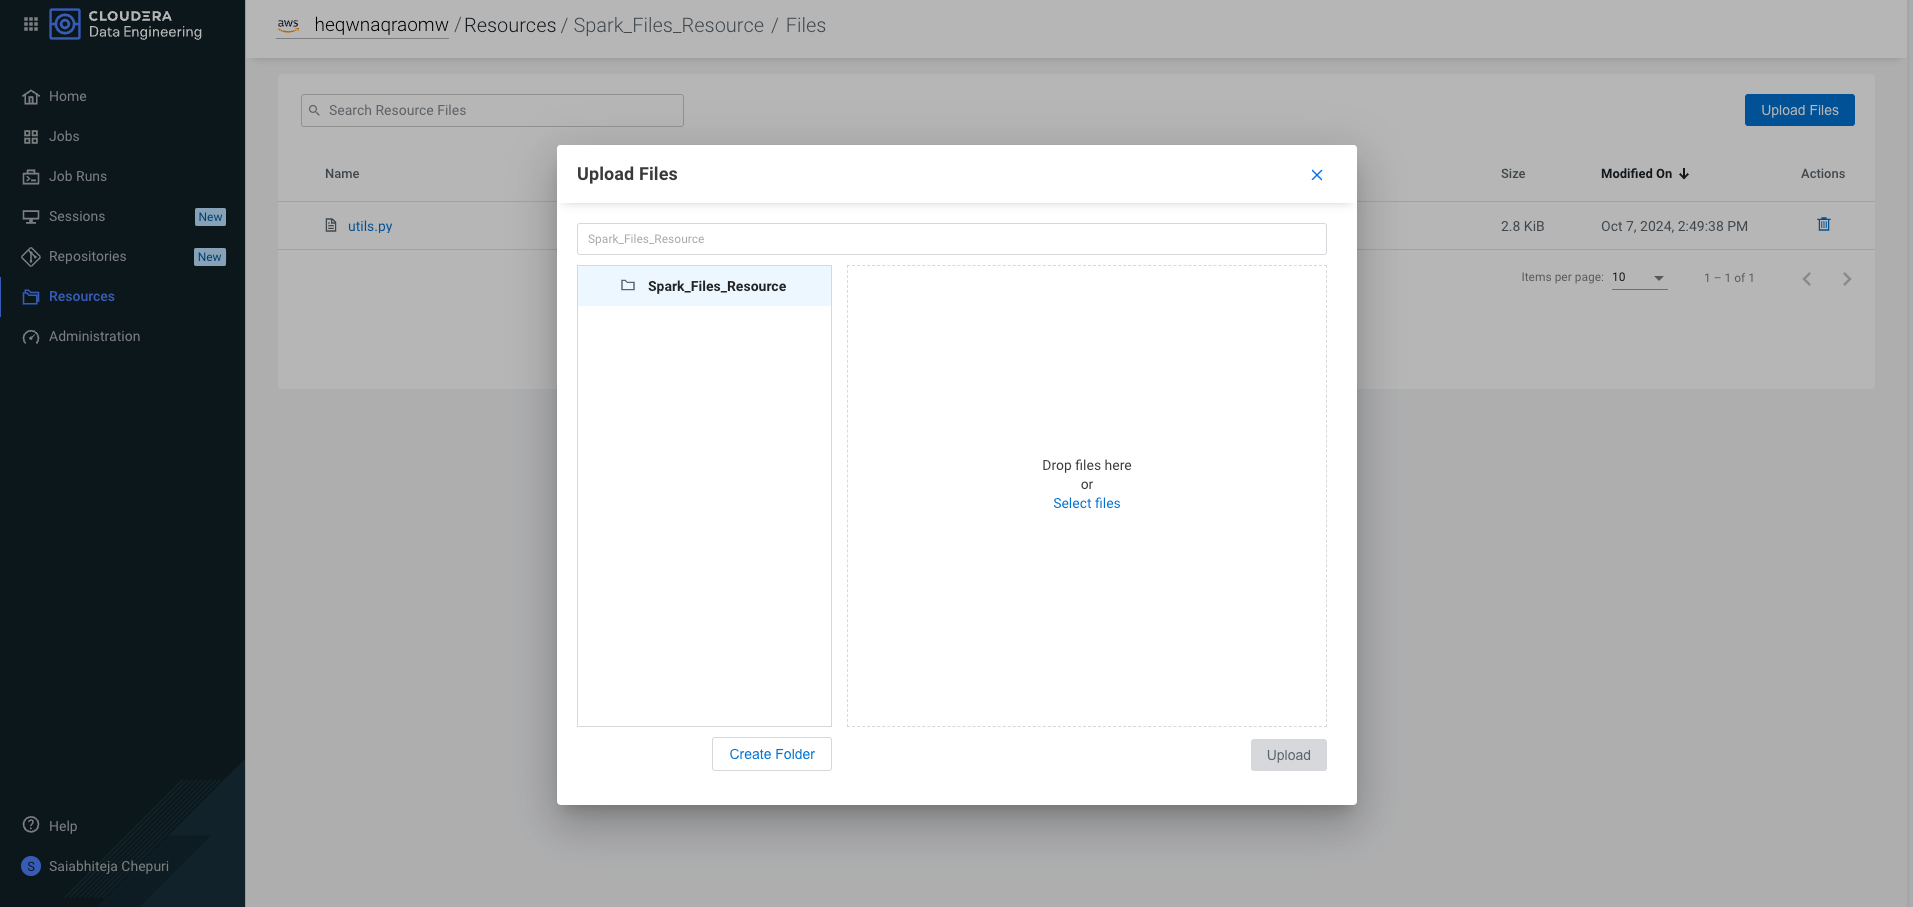 CLOUDERA
Data Engineering
Home
Jobs
Job Runs
Sessions New
Repositories New
Resources
Administration
Help
S Saiabhiteja Chepuri
aws heqwnaqraomw / Resources / Spark_Files_Resource / Files
Search Resource Files
Upload Files
Name Size Modified On Actions
utils.py 2.8 KiB Oct 7, 2024, 2:49:38 PM
Items per page: 10 1 – 1 of 1
Upload Files
Spark_Files_Resource
Spark_Files_Resource
Drop files here
or
Select files
Create Folder
Upload